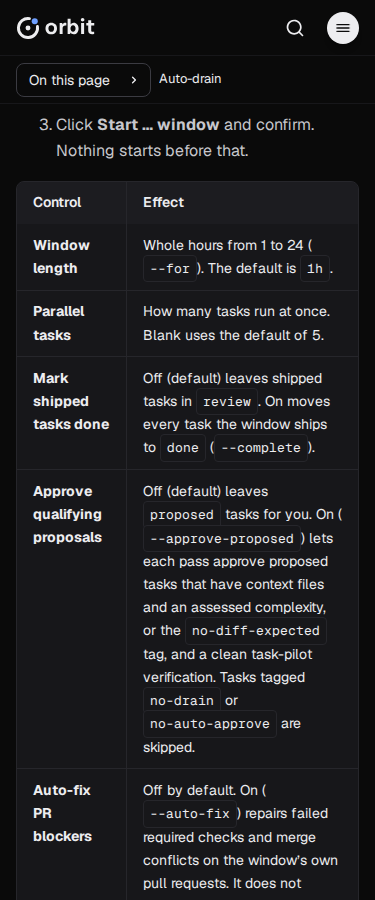 orbit
On this page
Auto-drain
3. Click Start … window and confirm.
Nothing starts before that.
Control
Effect
Window
length
Whole hours from 1 to 24 (
--for). The default is 1h.
Parallel
tasks
How many tasks run at once.
Blank uses the default of 5.
Mark
shipped
tasks done
Off (default) leaves shipped
tasks in review. On moves
every task the window ships
to done (--complete).
Approve
qualifying
proposals
Off (default) leaves
proposed tasks for you. On (
--approve-proposed) lets
each pass approve proposed
tasks that have context files
and an assessed complexity,
or the no-diff-expected
tag, and a clean task-pilot
verification. Tasks tagged
no-drain or
no-auto-approve are
skipped.
Auto-fix
PR
blockers
Off by default. On (
--auto-fix) repairs failed
required checks and merge
conflicts on the window's own
pull requests. It does not